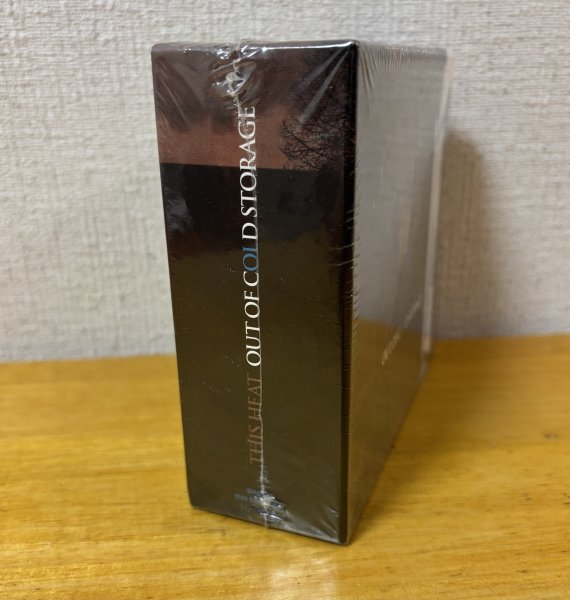 THIS HEAT OUT OF COLD STORAGE